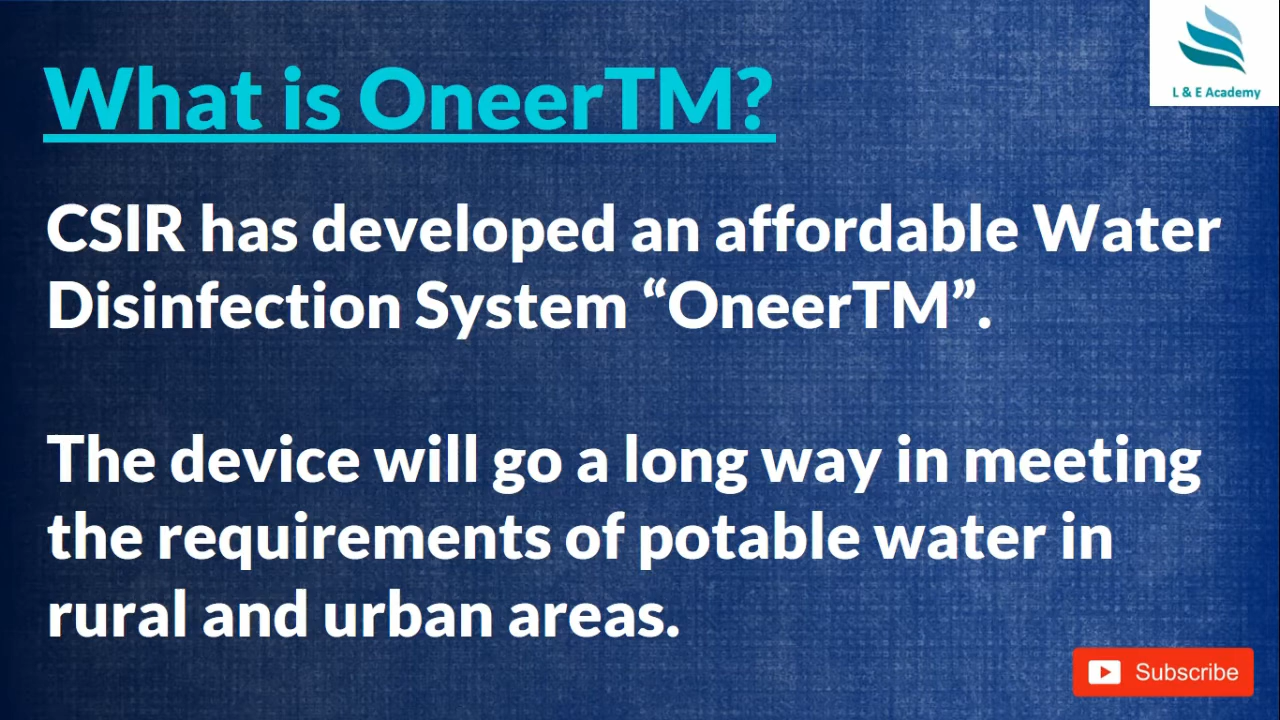 What is OneerTM?
L & E Academy
CSIR has developed an affordable Water
Disinfection System “OneerTM”.
The device will go a long way in meeting
the requirements of potable water in
rural and urban areas.
Subscribe